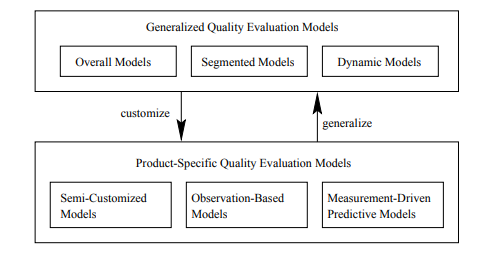 Generalized Quality Evaluation Models
Overall Models
Segmented Models
Dynamic Models
customize
generalize
Product-Specific Quality Evaluation Models
Semi-Customized
Models
Observation-Based
Models
Measurement-Driven
Predictive Models